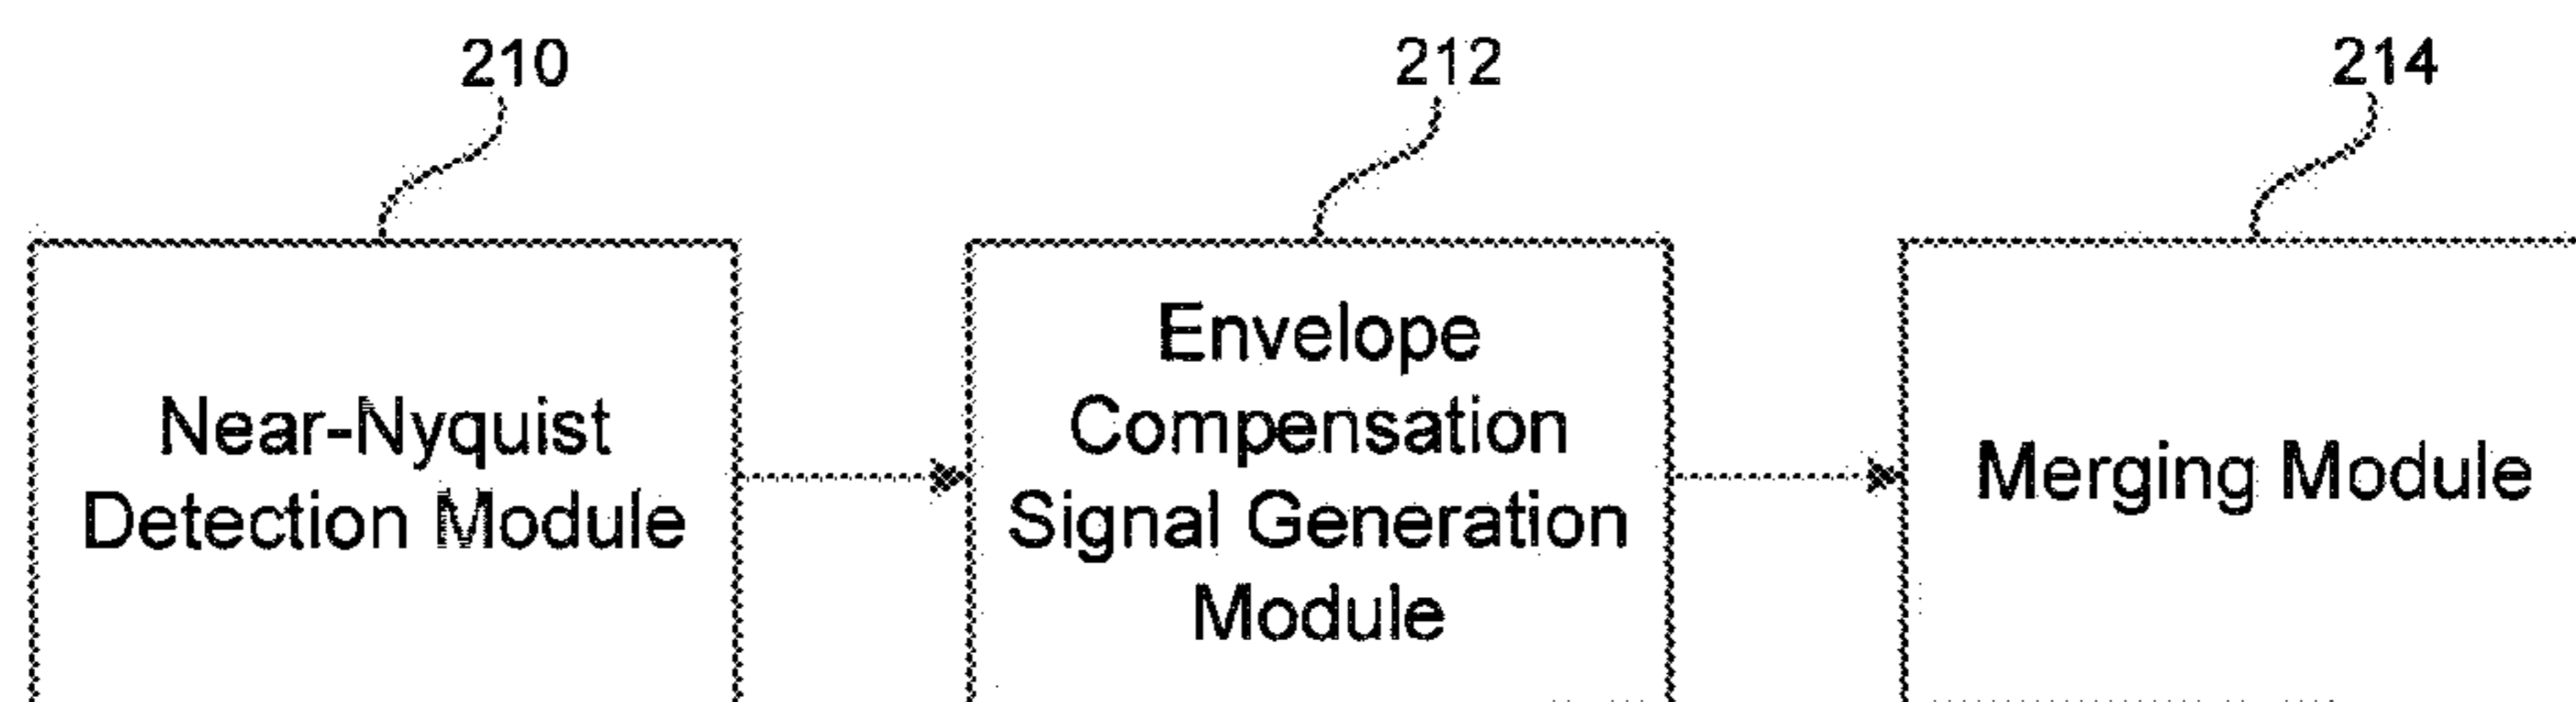 210
212
214
Near-Nyquist
Detection Module
Envelope
Compensation
Signal Generation
Module
Merging Module